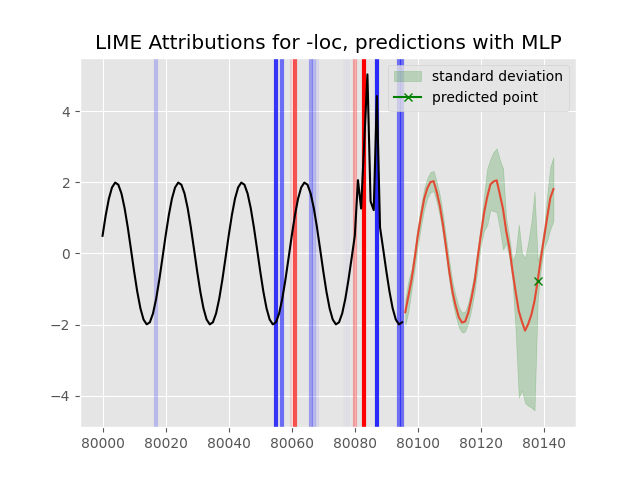 LIME Attributions for -loc, predictions with MLP
standard deviation
predicted point
4
2
0
−2
−4
80000 80020 80040 80060 80080 80100 80120 80140